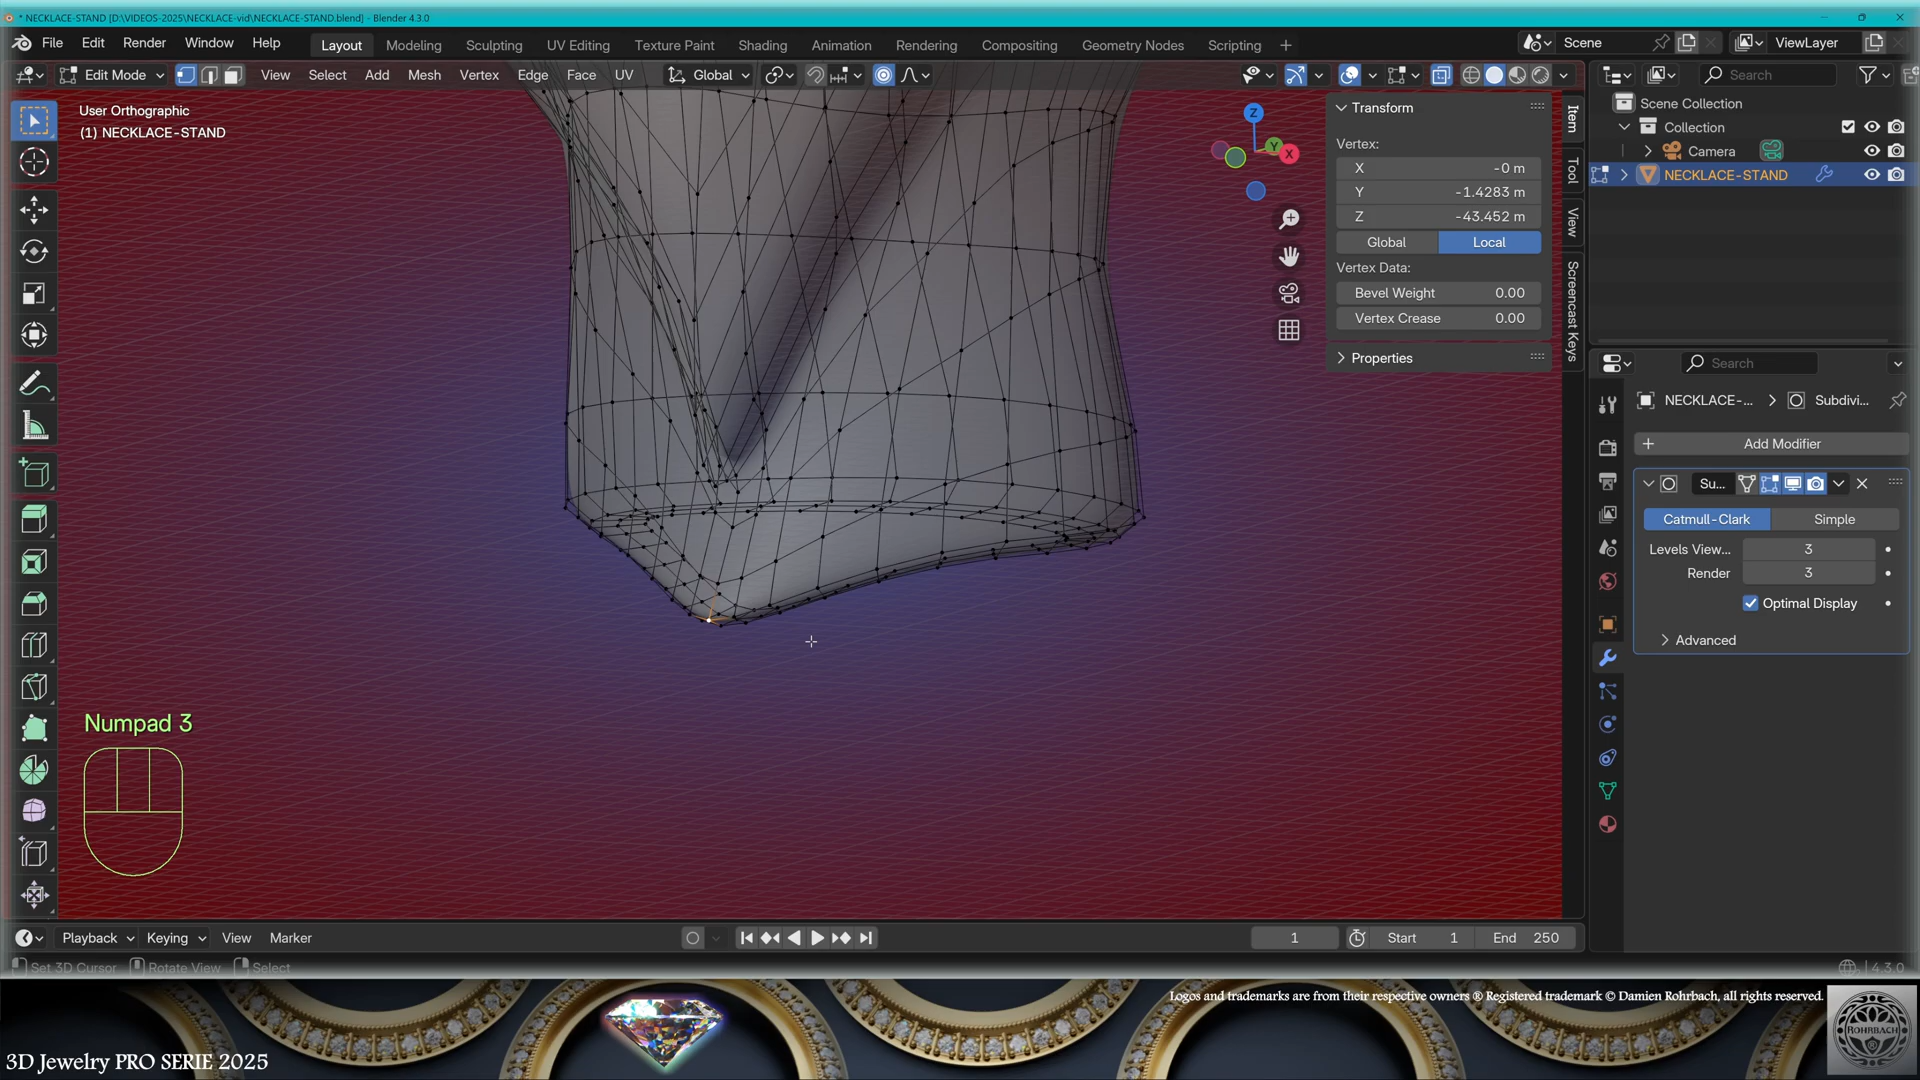 * NECKLACE-STAND [D:\VIDEOS-2025\NECKLACE-vid\NECKLACE-STAND.blend] - Blender 4.3.0
File Edit Render Window Help Layout Modeling Sculpting UV Editing Texture Paint Shading Animation Rendering Compositing Geometry Nodes Scripting + Scene ViewLayer
Edit Mode View Select Add Mesh Vertex Edge Face UV Global Search
User Orthographic
(1) NECKLACE-STAND
Transform
Vertex:
X -0 m
Y -1.4283 m
Z -43.452 m
Global Local
Vertex Data:
Bevel Weight 0.00
Vertex Crease 0.00
Properties
Item
Tool
View
Screencast Keys
Z
Y
X
Scene Collection
Collection
Camera
NECKLACE-STAND
Search
NECKLACE-... Subdivi...
Add Modifier
Su...
Catmull-Clark Simple
Levels View... 3
Render 3
Optimal Display
Advanced
Numpad 3
Playback Keying View Marker 1 Start 1 End 250
Set 3D Cursor Rotate View Select 4.3.0
Logos and trademarks are from their respective owners ® Registered trademark © Damien Rohrbach, all rights reserved.
ROHRBACH
3D Jewelry PRO SERIE 2025